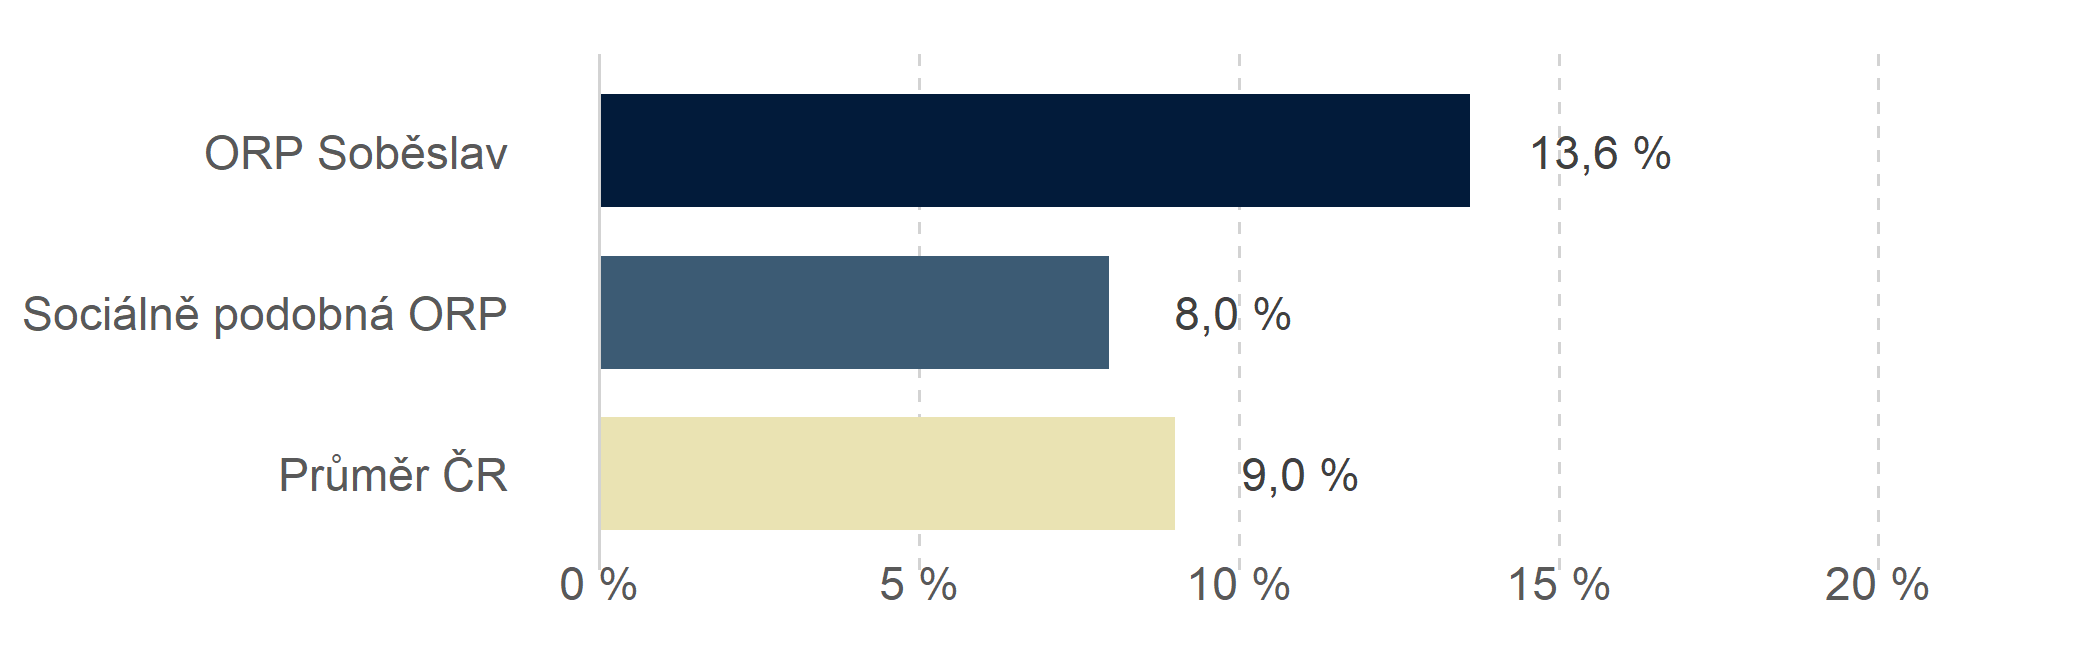 ORP Soběslav 13,6 %
Sociálně podobná ORP 8,0 %
Průměr ČR 9,0 %
0 % 5 % 10 % 15 % 20 %